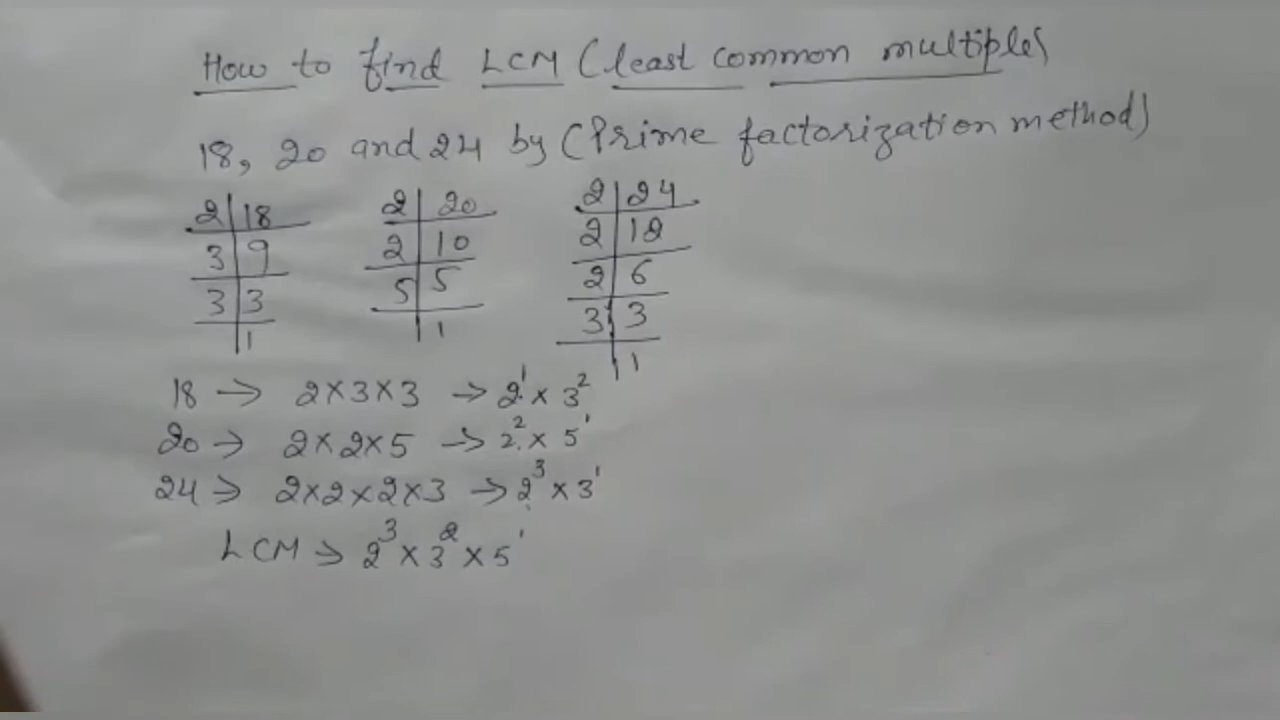 How to find LCM (least common multiples
18, 20 and 24 by (Prime factorization method)
2|18 2|20 2|24
3|9 2|10 2|12
3|3 5|5 2|6
|1 |1 3|3
|1
18 → 2×3×3 → 2¹ × 3²
20 → 2×2×5 → 2² × 5¹
24 → 2×2×2×3 → 2³ × 3¹
LCM → 2³ × 3² × 5¹